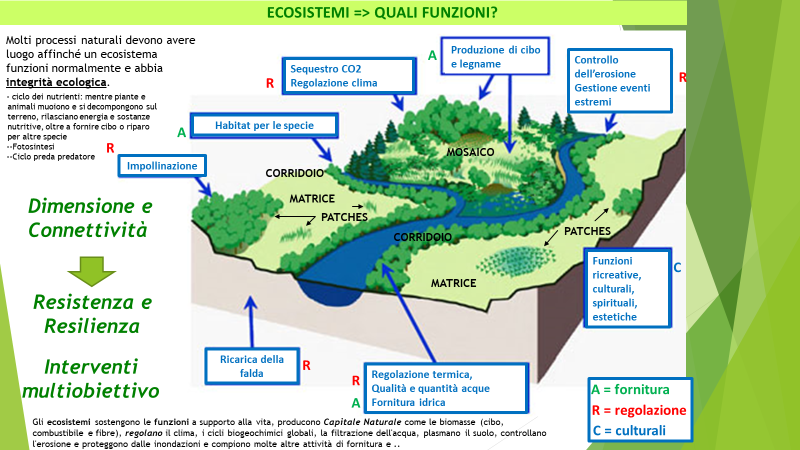 ECOSISTEMI => QUALI FUNZIONI?
Molti processi naturali devono avere
luogo affinché un ecosistema
funzioni normalmente e abbia
integrità ecologica.
- ciclo dei nutrienti: mentre piante e
animali muoiono e si decompongono sul
terreno, rilasciano energia e sostanze
nutritive, oltre a fornire cibo o riparo
per altre specie
--Fotosintesi
--Ciclo preda predatore
R
Sequestro CO2
Regolazione clima
A
Produzione di cibo
e legname
Controllo
dell'erosione
Gestione eventi
estremi
R
A
Habitat per le specie
R
Impollinazione
MOSAICO
CORRIDOIO
MATRICE
PATCHES
CORRIDOIO
PATCHES
MATRICE
Dimensione e
Connettività
Resistenza e
Resilienza
Interventi
multiobiettivo
Funzioni
ricreative,
culturali,
spirituali,
estetiche
C
Ricarica della
falda
R
R
A
Regolazione termica,
Qualità e quantità acque
Fornitura idrica
A = fornitura
R = regolazione
C = culturali
Gli ecosistemi sostengono le funzioni a supporto alla vita, producono Capitale Naturale come le biomasse (cibo,
combustibile e fibre), regolano il clima, i cicli biogeochimici globali, la filtrazione dell'acqua, plasmano il suolo, controllano
l'erosione e proteggono dalle inondazioni e compiono molte altre attività di fornitura e ..